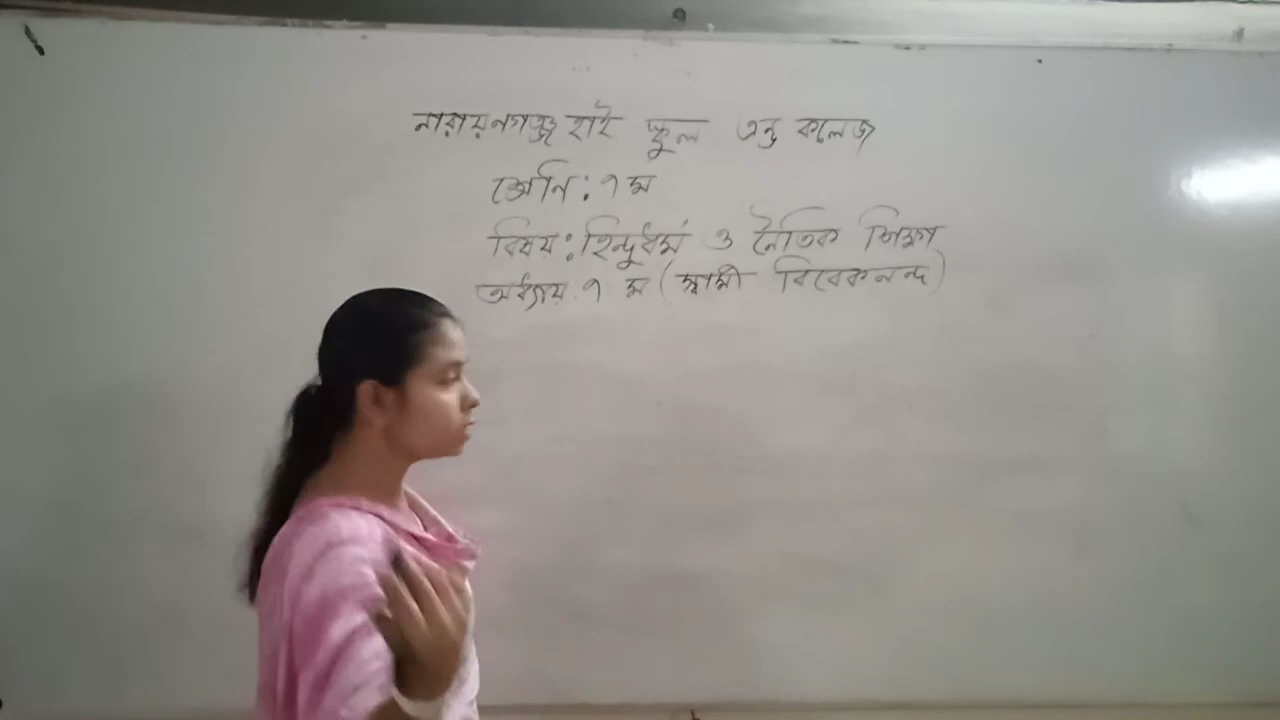 নারায়নগঞ্জ হাই স্কুল এন্ড কলেজ
শ্রেনি: ৭ম
বিষয়: হিন্দুধর্ম ও নৈতিক শিক্ষা
অধ্যায়: ৭ ম (স্বামী বিবেকানন্দ)